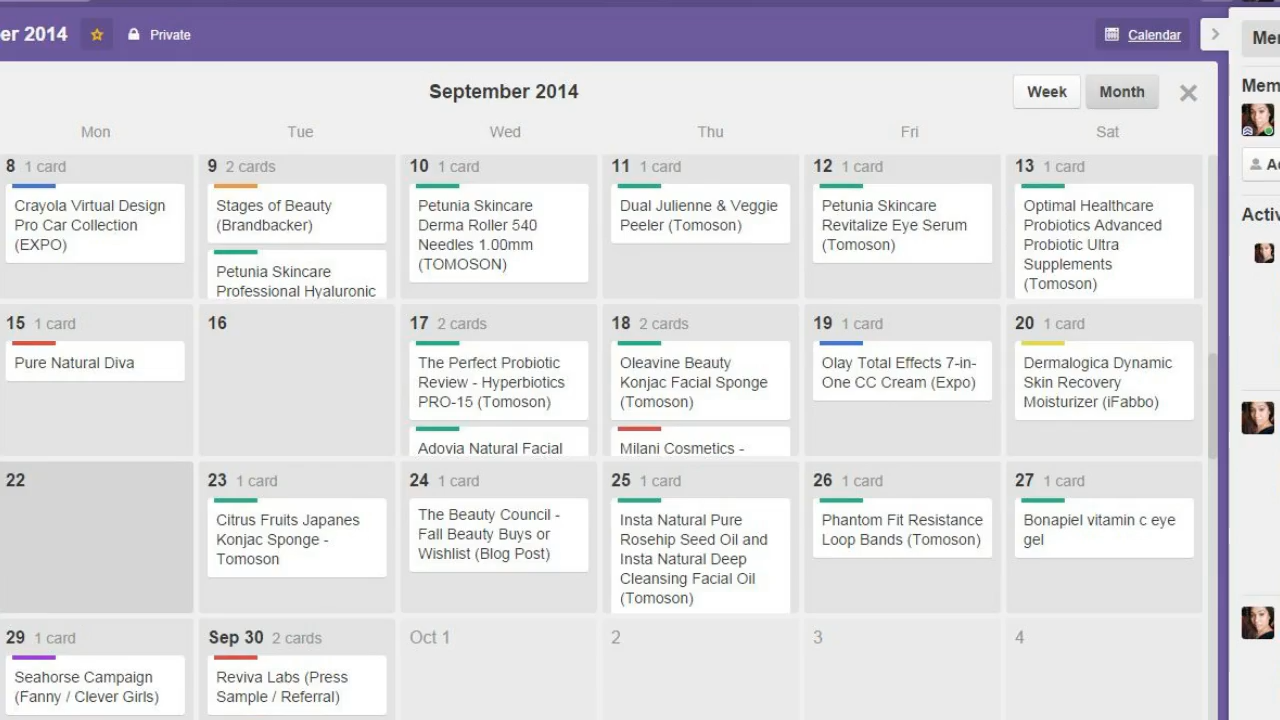 er 2014 Private Calendar Mem
September 2014 Week Month
Mem
Mon Tue Wed Thu Fri Sat
8 1 card 9 2 cards 10 1 card 11 1 card 12 1 card 13 1 card
Crayola Virtual Design
Pro Car Collection
(EXPO)
Stages of Beauty
(Brandbacker)
Petunia Skincare
Professional Hyaluronic
Petunia Skincare
Derma Roller 540
Needles 1.00mm
(TOMOSON)
Dual Julienne & Veggie
Peeler (Tomoson)
Petunia Skincare
Revitalize Eye Serum
(Tomoson)
Optimal Healthcare
Probiotics Advanced
Probiotic Ultra
Supplements
(Tomoson)
Activ
15 1 card 16 17 2 cards 18 2 cards 19 1 card 20 1 card
Pure Natural Diva
The Perfect Probiotic
Review - Hyperbiotics
PRO-15 (Tomoson)
Adovia Natural Facial
Oleavine Beauty
Konjac Facial Sponge
(Tomoson)
Milani Cosmetics -
Olay Total Effects 7-in-
One CC Cream (Expo)
Dermalogica Dynamic
Skin Recovery
Moisturizer (iFabbo)
22 23 1 card 24 1 card 25 1 card 26 1 card 27 1 card
Citrus Fruits Japanes
Konjac Sponge -
Tomoson
The Beauty Council -
Fall Beauty Buys or
Wishlist (Blog Post)
Insta Natural Pure
Rosehip Seed Oil and
Insta Natural Deep
Cleansing Facial Oil
(Tomoson)
Phantom Fit Resistance
Loop Bands (Tomoson)
Bonapiel vitamin c eye
gel
29 1 card Sep 30 2 cards Oct 1 2 3 4
Seahorse Campaign
(Fanny / Clever Girls)
Reviva Labs (Press
Sample / Referral)